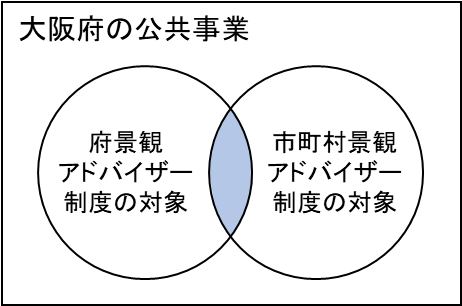 大阪府の公共事業
府景観
アドバイザー
制度の対象
市町村景観
アドバイザー
制度の対象